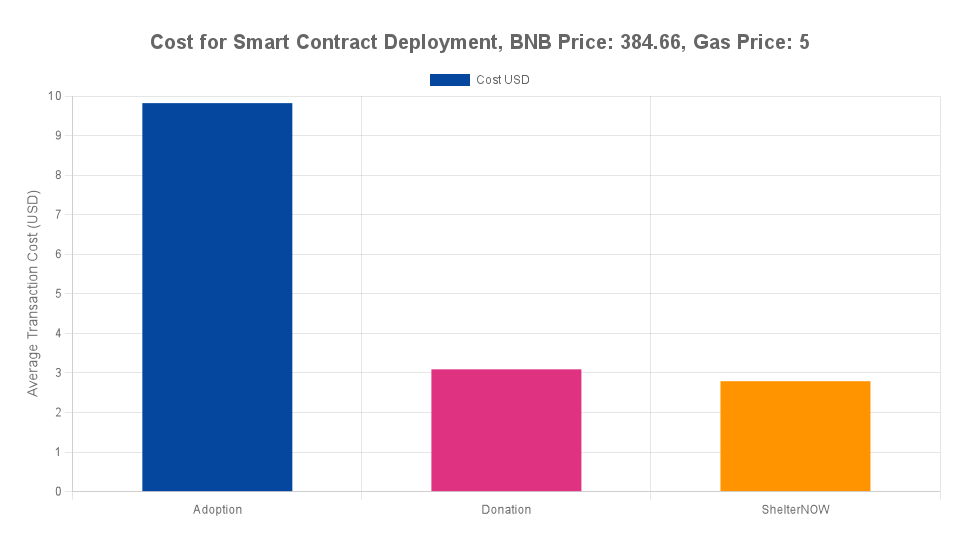 Cost for Smart Contract Deployment, BNB Price: 384.66, Gas Price: 5
Cost USD
Average Transaction Cost (USD)
10
9
8
7
6
5
4
3
2
1
0
Adoption
Donation
ShelterNOW